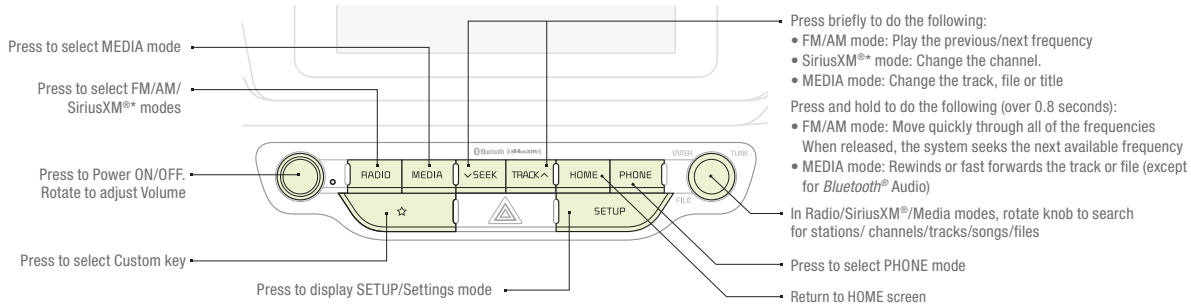 Press to select MEDIA mode
Press to select FM/AM/
SiriusXM®* modes
Press to Power ON/OFF.
Rotate to adjust Volume
Press to select Custom key
Press to display SETUP/Settings mode
Bluetooth ((SiriusXM))
ENTER
TUNE
RADIO
MEDIA
SEEK
TRACK
HOME
PHONE
FILE
SETUP
Press briefly to do the following:
• FM/AM mode: Play the previous/next frequency
• SiriusXM®* mode: Change the channel.
• MEDIA mode: Change the track, file or title
Press and hold to do the following (over 0.8 seconds):
• FM/AM mode: Move quickly through all of the frequencies
When released, the system seeks the next available frequency
• MEDIA mode: Rewinds or fast forwards the track or file (except
for Bluetooth® Audio)
In Radio/SiriusXM®/Media modes, rotate knob to search
for stations/ channels/tracks/songs/files
Press to select PHONE mode
Return to HOME screen